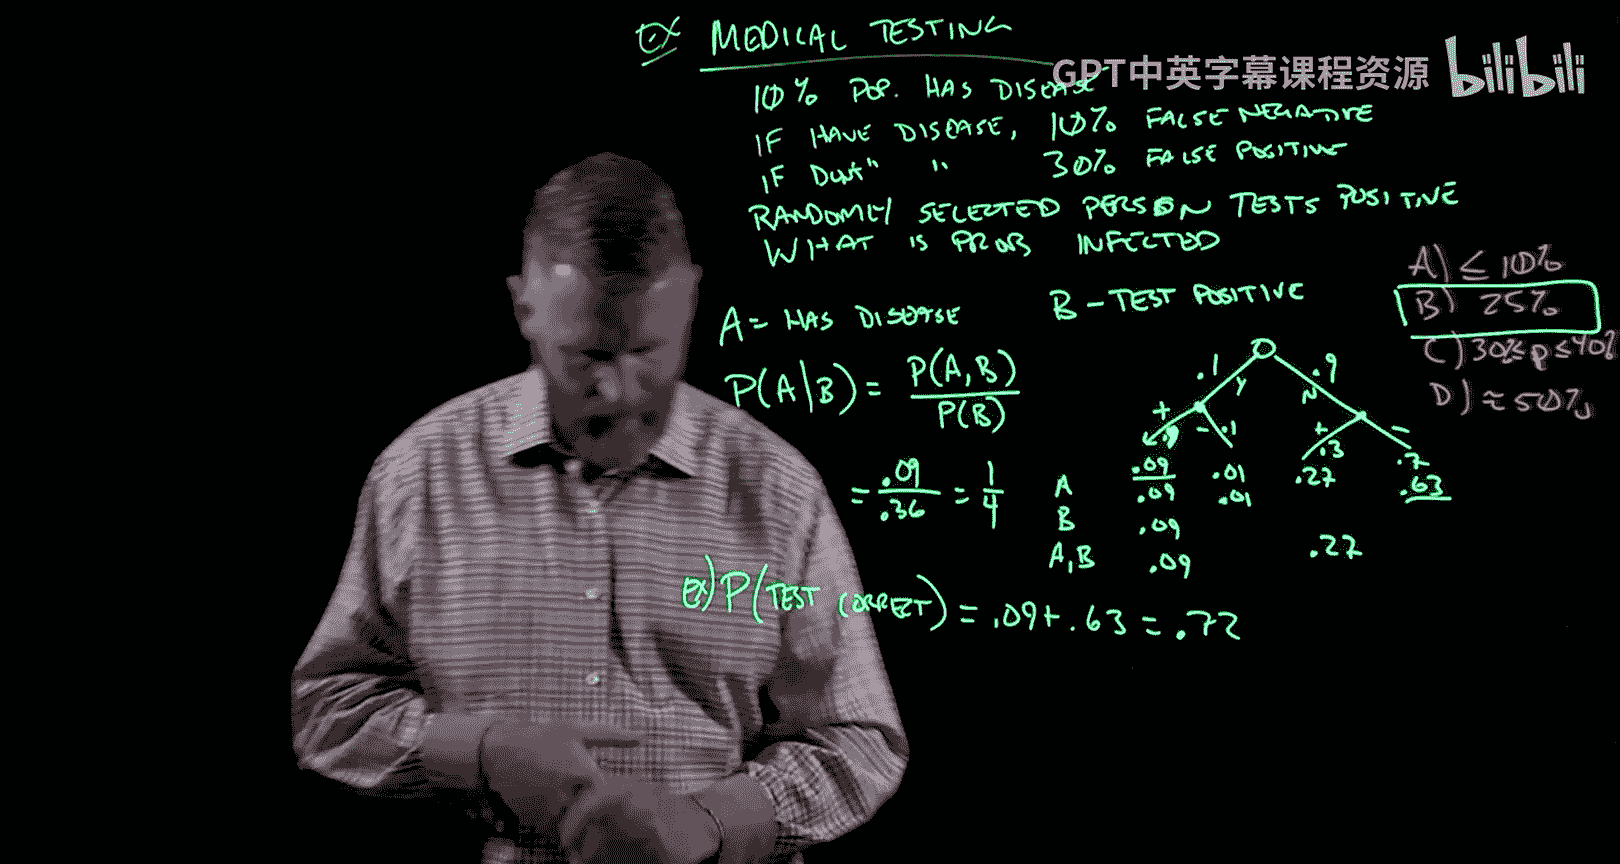 EX MEDICAL TESTING
GPT中英字幕课程资源 bilibili
10% POP. HAS DISEASE
IF HAVE DISEASE, 10% FALSE NEGATIVE
IF DON'T " " 30% FALSE POSITIVE
RANDOMLY SELECTED PERSON TESTS POSITIVE
WHAT IS PROB INFECTED
A) ≤ 10%
B) 25%
C) 30% ≤ p ≤ 40%
D) ≈ 50%
A = HAS DISEASE B - TEST POSITIVE
P(A|B) = P(A,B) / P(B)
= .09 / .36 = 1/4
.1 .9
Y N
+ .9 - .1 + .3 - .7
.09 .01 .27 .63
A .09 .01
B .09 .27
A,B .09
EX) P(TEST CORRECT) = .09 + .63 = .72